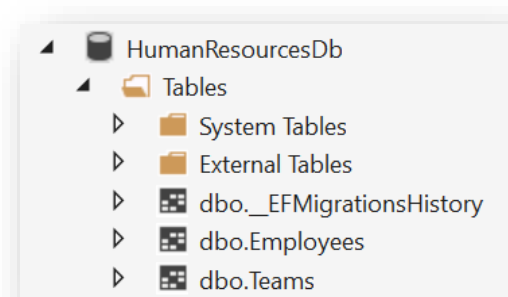 HumanResourcesDb
Tables
System Tables
External Tables
dbo.__EFMigrationsHistory
dbo.Employees
dbo.Teams